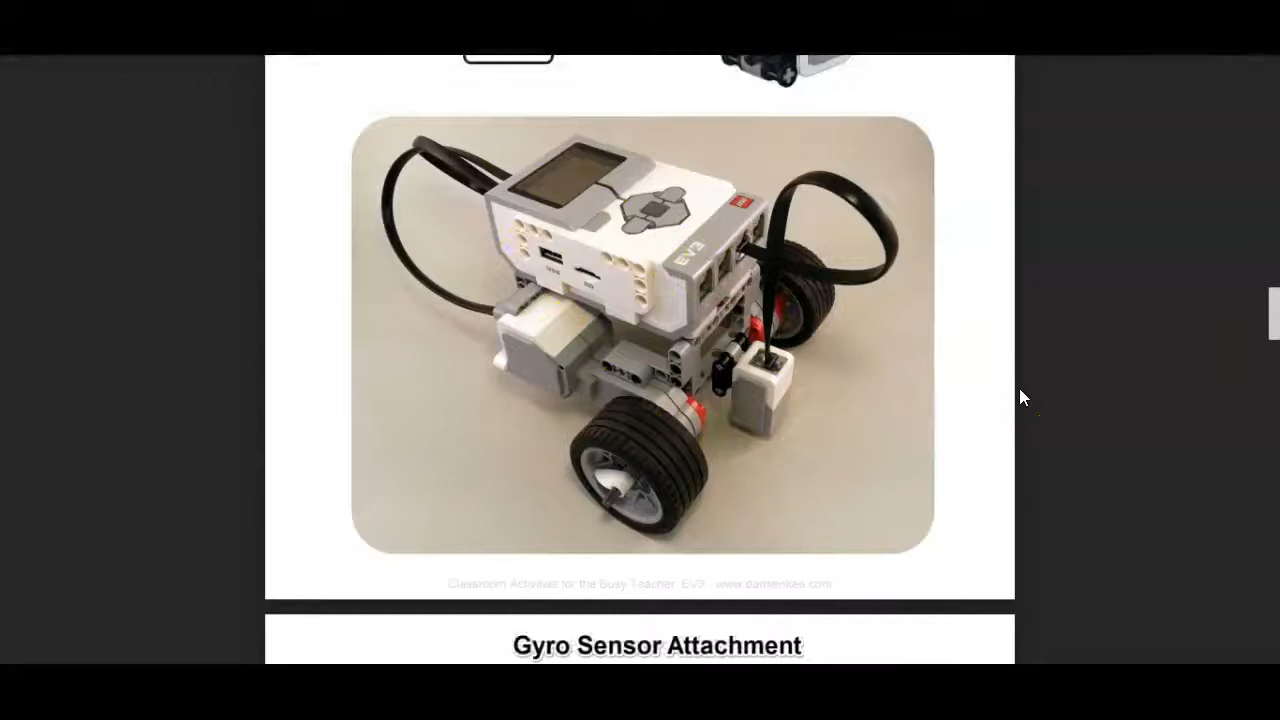 EV3
Classroom Activities for the Busy Teacher: EV3 - www.damienkee.com
Gyro Sensor Attachment